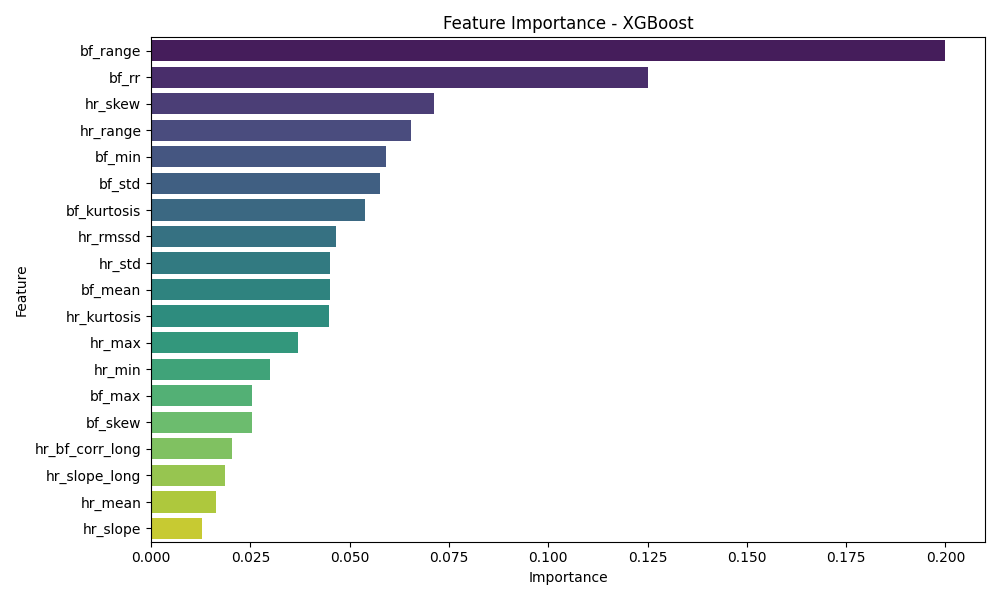 Feature Importance - XGBoost
Feature
bf_range
bf_rr
hr_skew
hr_range
bf_min
bf_std
bf_kurtosis
hr_rmssd
hr_std
bf_mean
hr_kurtosis
hr_max
hr_min
bf_max
bf_skew
hr_bf_corr_long
hr_slope_long
hr_mean
hr_slope
0.000 0.025 0.050 0.075 0.100 0.125 0.150 0.175 0.200
Importance